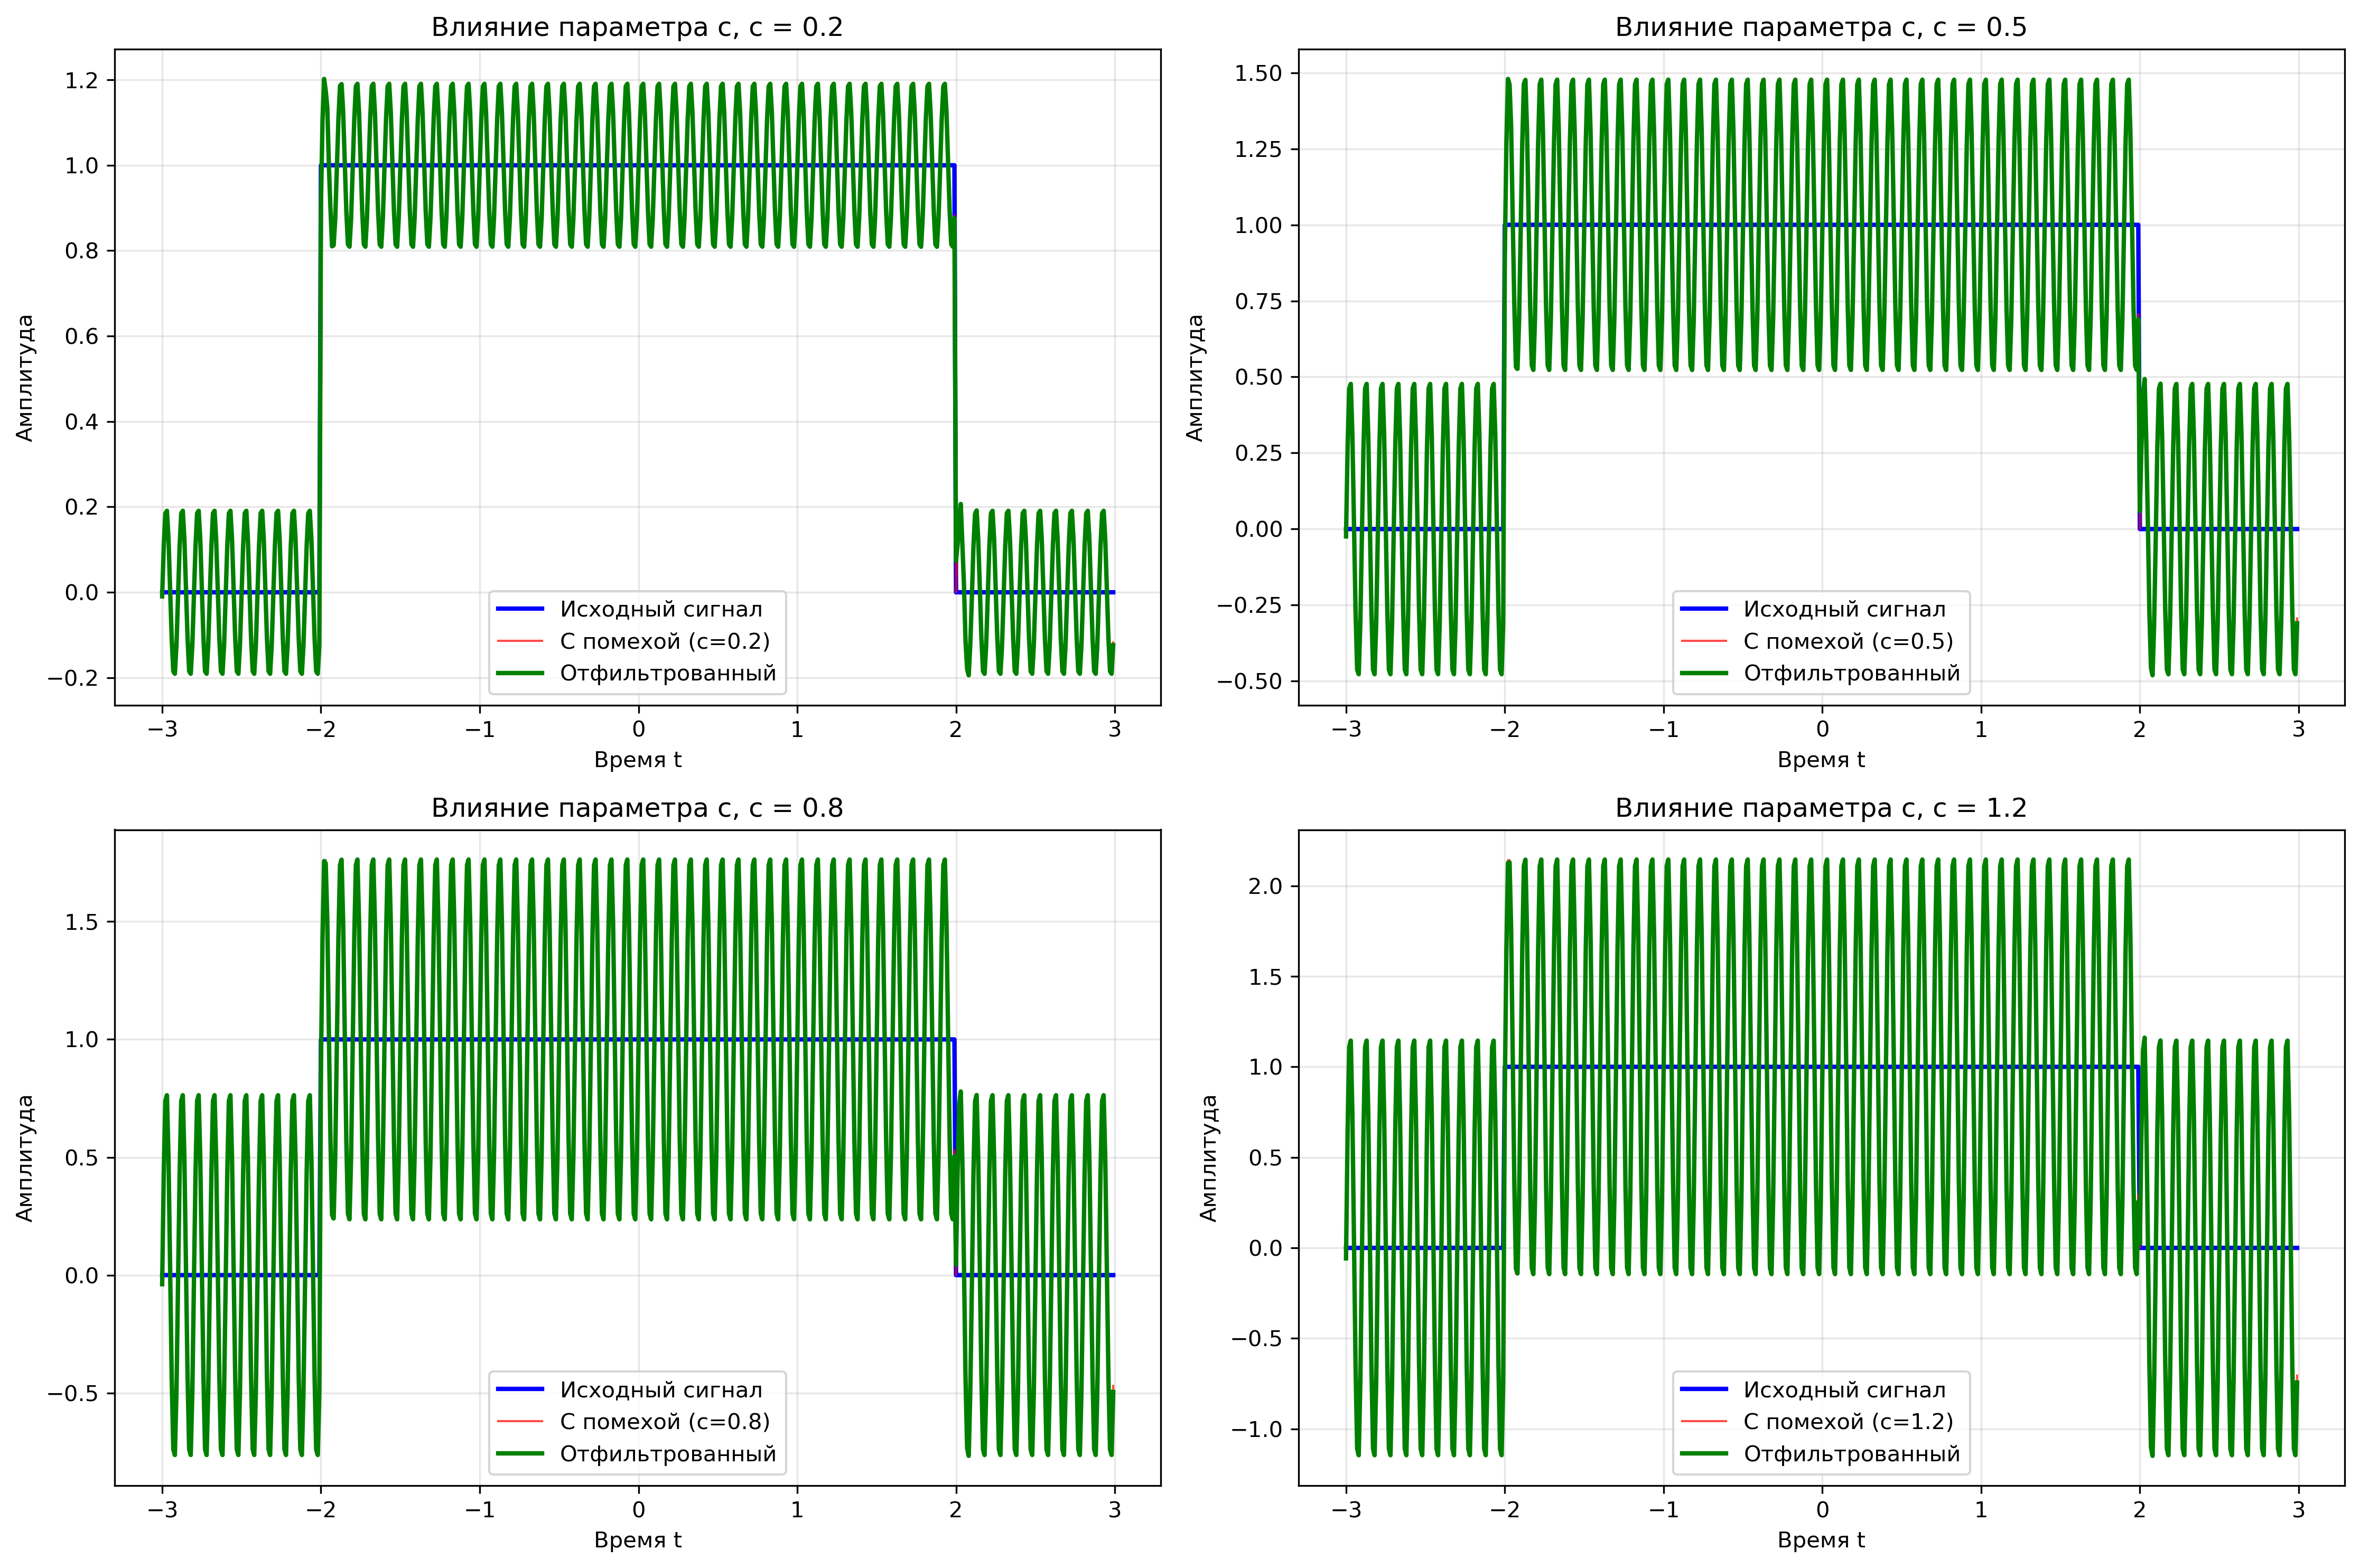 Влияние параметра c, c = 0.2
1.2
1.0
0.8
0.6
0.4
0.2
0.0
−0.2
Амплитуда
Исходный сигнал
С помехой (c=0.2)
Отфильтрованный
−3 −2 −1 0 1 2 3
Время t
Влияние параметра c, c = 0.5
1.50
1.25
1.00
0.75
0.50
0.25
0.00
−0.25
−0.50
Амплитуда
Исходный сигнал
С помехой (c=0.5)
Отфильтрованный
−3 −2 −1 0 1 2 3
Время t
Влияние параметра c, c = 0.8
1.5
1.0
0.5
0.0
−0.5
Амплитуда
Исходный сигнал
С помехой (c=0.8)
Отфильтрованный
−3 −2 −1 0 1 2 3
Время t
Влияние параметра c, c = 1.2
2.0
1.5
1.0
0.5
0.0
−0.5
−1.0
Амплитуда
Исходный сигнал
С помехой (c=1.2)
Отфильтрованный
−3 −2 −1 0 1 2 3
Время t